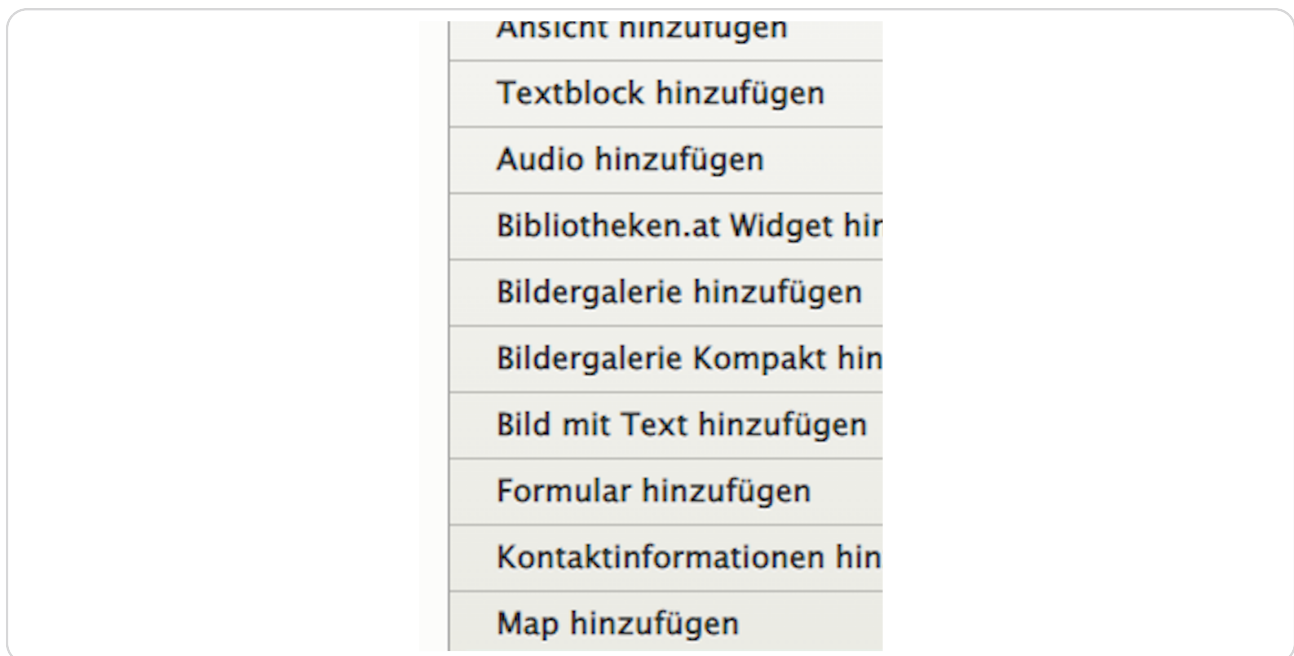 Ansicht hinzufügen
Textblock hinzufügen
Audio hinzufügen
Bibliotheken.at Widget hin
Bildergalerie hinzufügen
Bildergalerie Kompakt hin
Bild mit Text hinzufügen
Formular hinzufügen
Kontaktinformationen hin
Map hinzufügen